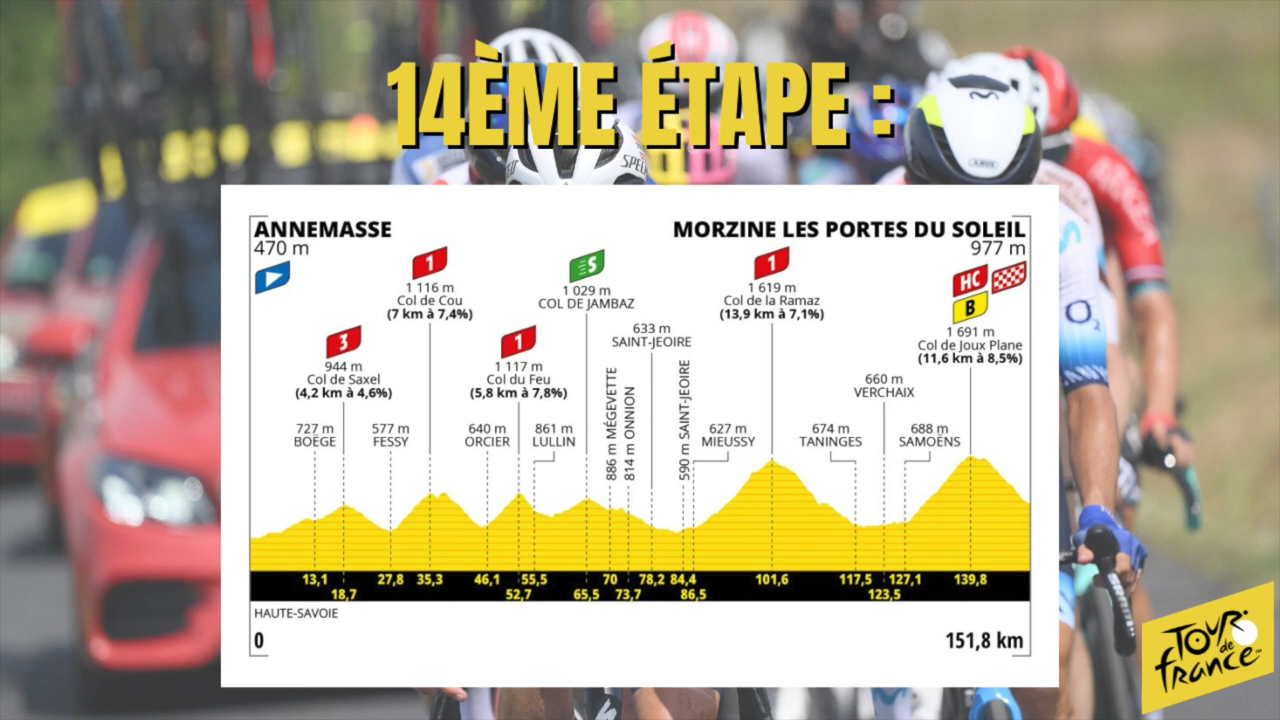 14ÈME ÉTAPE :
ANNEMASSE
470 m
MORZINE LES PORTES DU SOLEIL
977 m
1
1 116 m
Col de Cou
(7 km à 7,4%)
S
1 029 m
COL DE JAMBAZ
1
1 619 m
Col de la Ramaz
(13,9 km à 7,1%)
HC
B
1 691 m
Col de Joux Plane
(11,6 km à 8,5%)
3
944 m
Col de Saxel
(4,2 km à 4,6%)
1
1 117 m
Col du Feu
(5,8 km à 7,8%)
633 m
SAINT-JEOIRE
660 m
VERCHAIX
727 m
BOËGE
577 m
FESSY
640 m
ORCIER
861 m
LULLIN
886 m MÉGEVETTE
814 m ONNION
590 m SAINT-JEOIRE
627 m
MIEUSSY
674 m
TANINGES
688 m
SAMOËNS
13,1 27,8 35,3 46,1 55,5 70 78,2 84,4 101,6 117,5 127,1 139,8
18,7 52,7 65,5 73,7 86,5 123,5
HAUTE-SAVOIE
0 151,8 km
TOUR
de
france